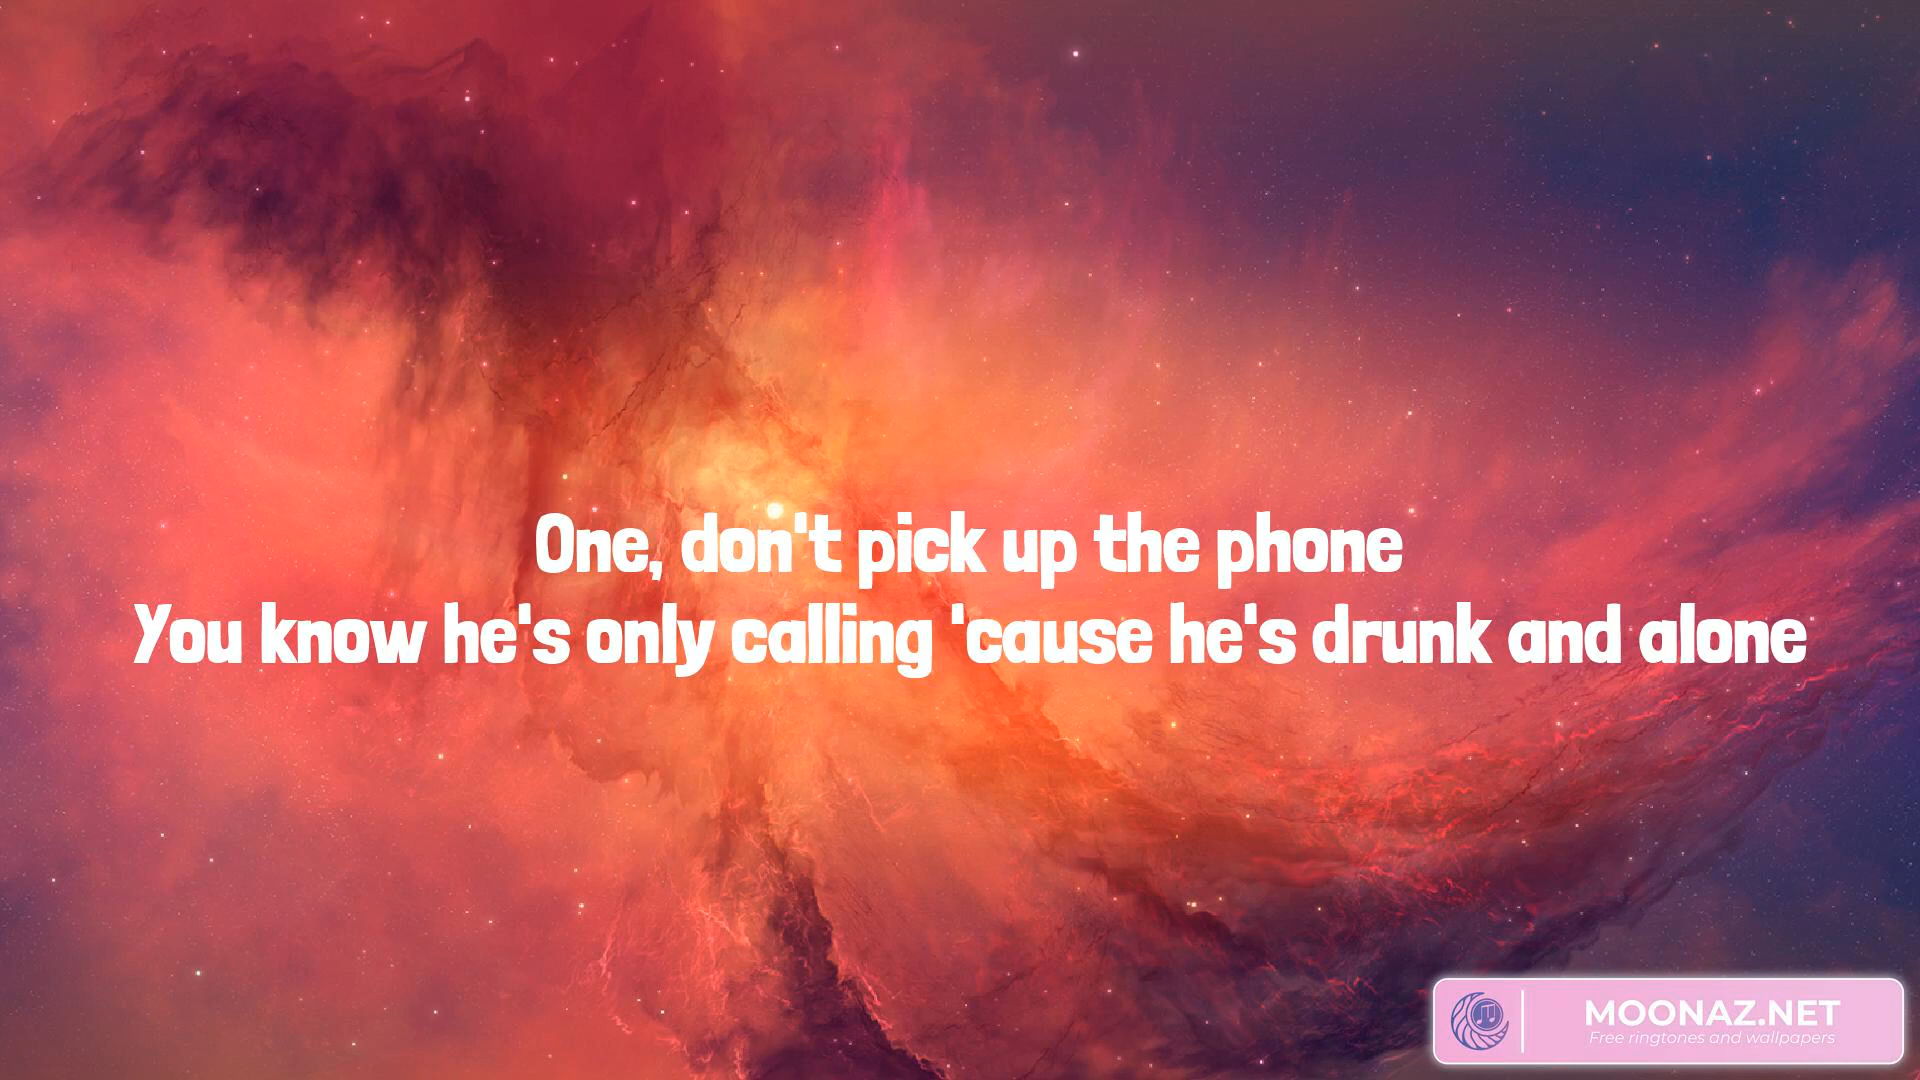 One, don't pick up the phone
You know he's only calling 'cause he's drunk and alone
MOONAZ.NET
Free ringtones and wallpapers